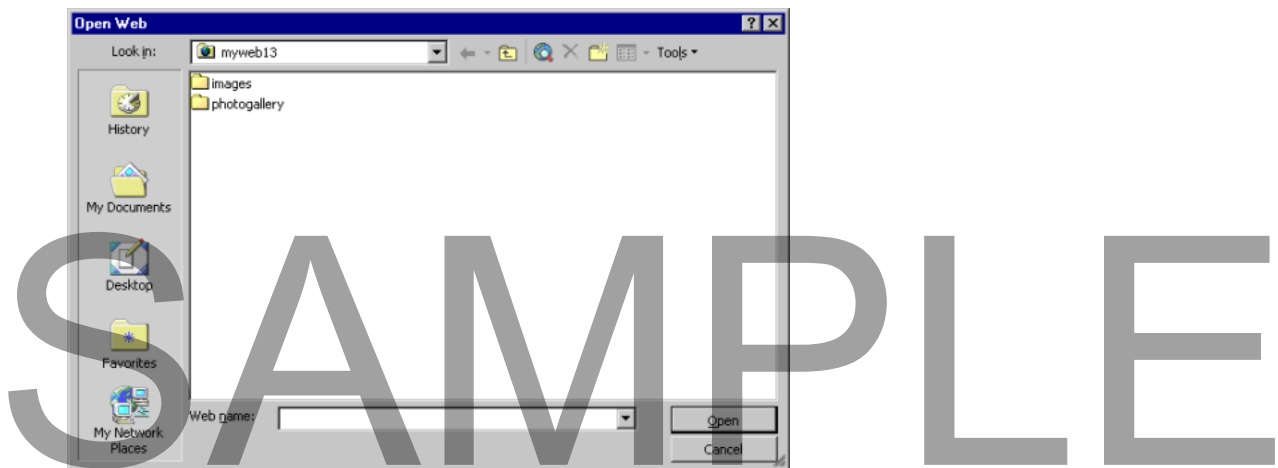 Open Web
Look in: myweb13 Tools
images
photogallery
History
My Documents
Desktop
Favorites
My Network
Places
Web name:
Open
Cancel
SAMPLE